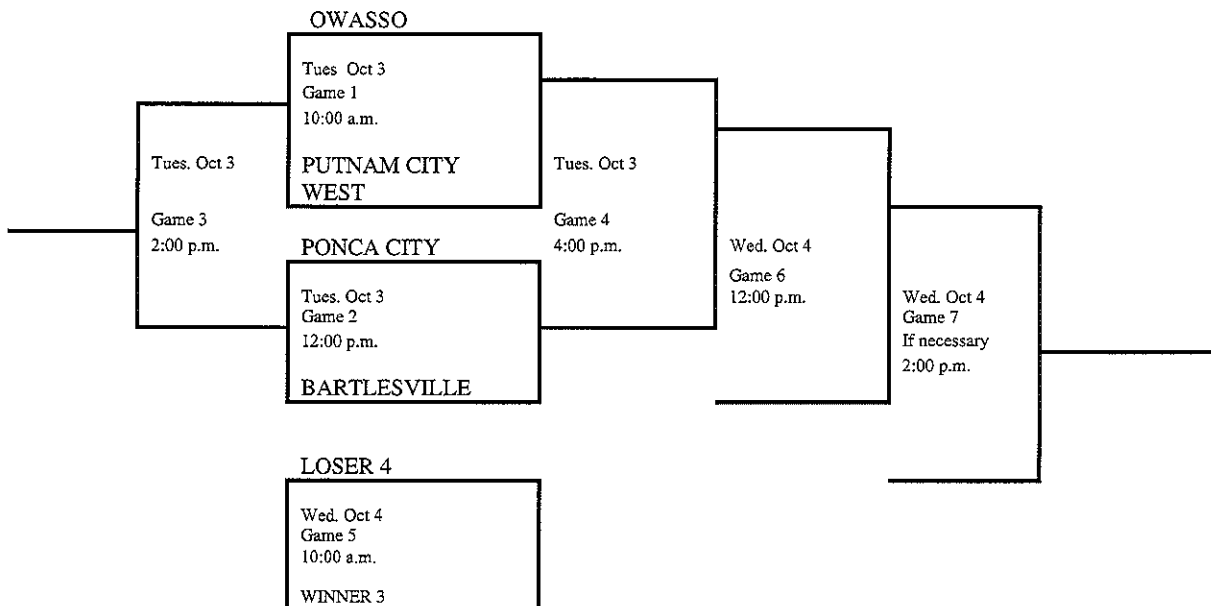 OWASSO
Tues Oct 3
Game 1
10:00 a.m.
PUTNAM CITY
WEST
Tues. Oct 3
Game 3
2:00 p.m.
Tues. Oct 3
Game 4
4:00 p.m.
PONCA CITY
Tues. Oct 3
Game 2
12:00 p.m.
BARTLESVILLE
Wed. Oct 4
Game 6
12:00 p.m.
Wed. Oct 4
Game 7
If necessary
2:00 p.m.
LOSER 4
Wed. Oct 4
Game 5
10:00 a.m.
WINNER 3